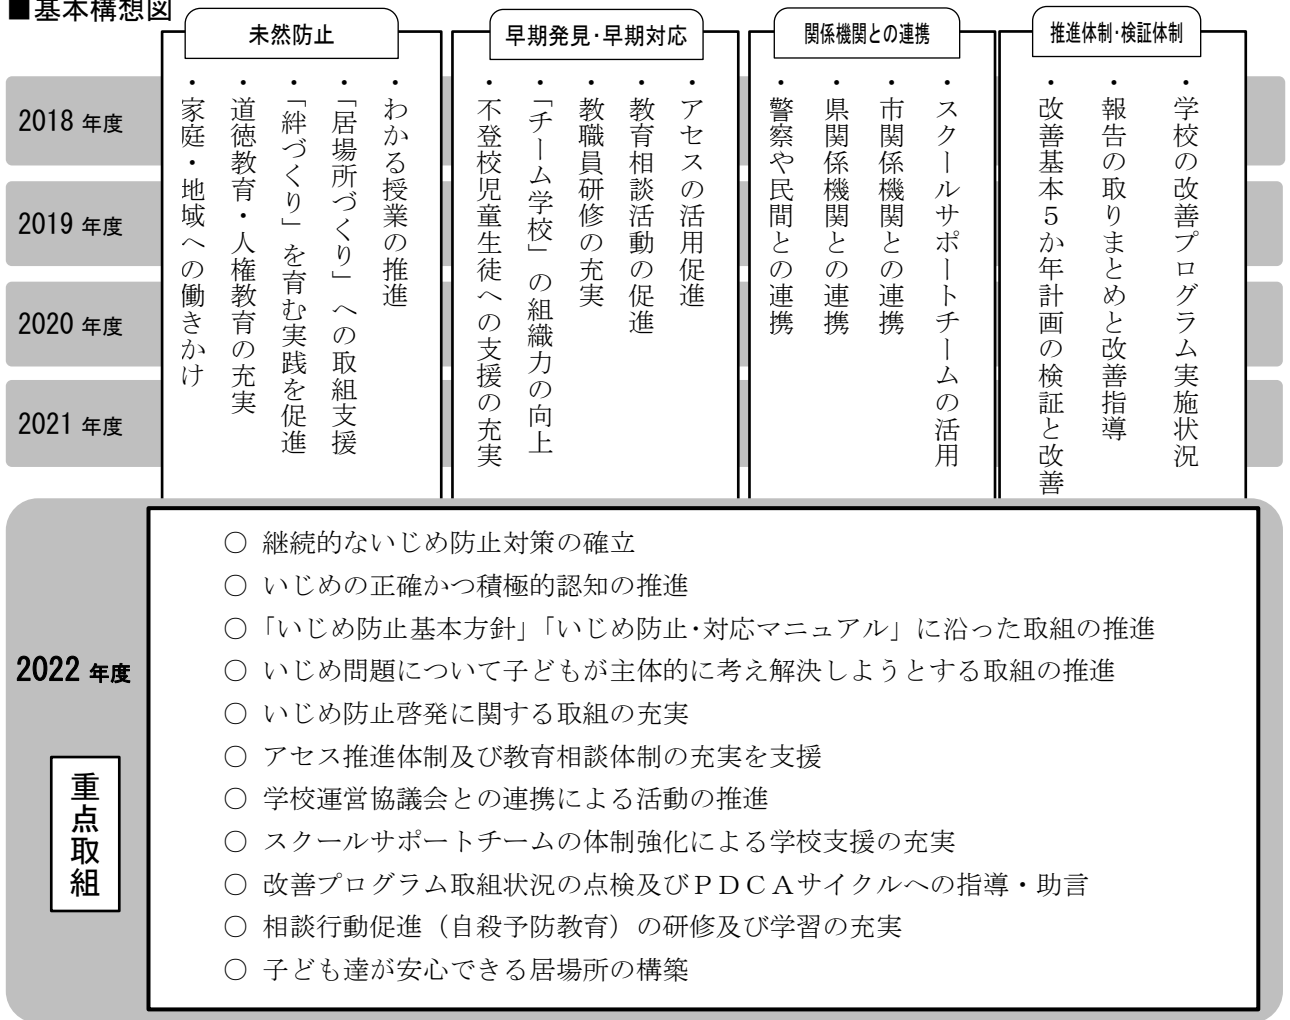 ■基本構想図
未然防止
・わかる授業の推進
・「居場所づくり」への取組支援
・「絆づくり」を育む実践を促進
・道徳教育・人権教育の充実
・家庭・地域への働きかけ
早期発見・早期対応
・アセスの活用促進
・教育相談活動の促進
・教職員研修の充実
・「チーム学校」の組織力の向上
・不登校児童生徒への支援の充実
関係機関との連携
・スクールサポートチームの活用
・市関係機関との連携
・県関係機関との連携
・警察や民間との連携
推進体制・検証体制
・学校の改善プログラム実施状況
・報告の取りまとめと改善指導
・改善基本5か年計画の検証と改善
2018 年度
2019 年度
2020 年度
2021 年度
2022 年度
重点取組
○ 継続的ないじめ防止対策の確立
○ いじめの正確かつ積極的認知の推進
○「いじめ防止基本方針」「いじめ防止・対応マニュアル」に沿った取組の推進
○ いじめ問題について子どもが主体的に考え解決しようとする取組の推進
○ いじめ防止啓発に関する取組の充実
○ アセス推進体制及び教育相談体制の充実を支援
○ 学校運営協議会との連携による活動の推進
○ スクールサポートチームの体制強化による学校支援の充実
○ 改善プログラム取組状況の点検及びPDCAサイクルへの指導・助言
○ 相談行動促進（自殺予防教育）の研修及び学習の充実
○ 子ども達が安心できる居場所の構築